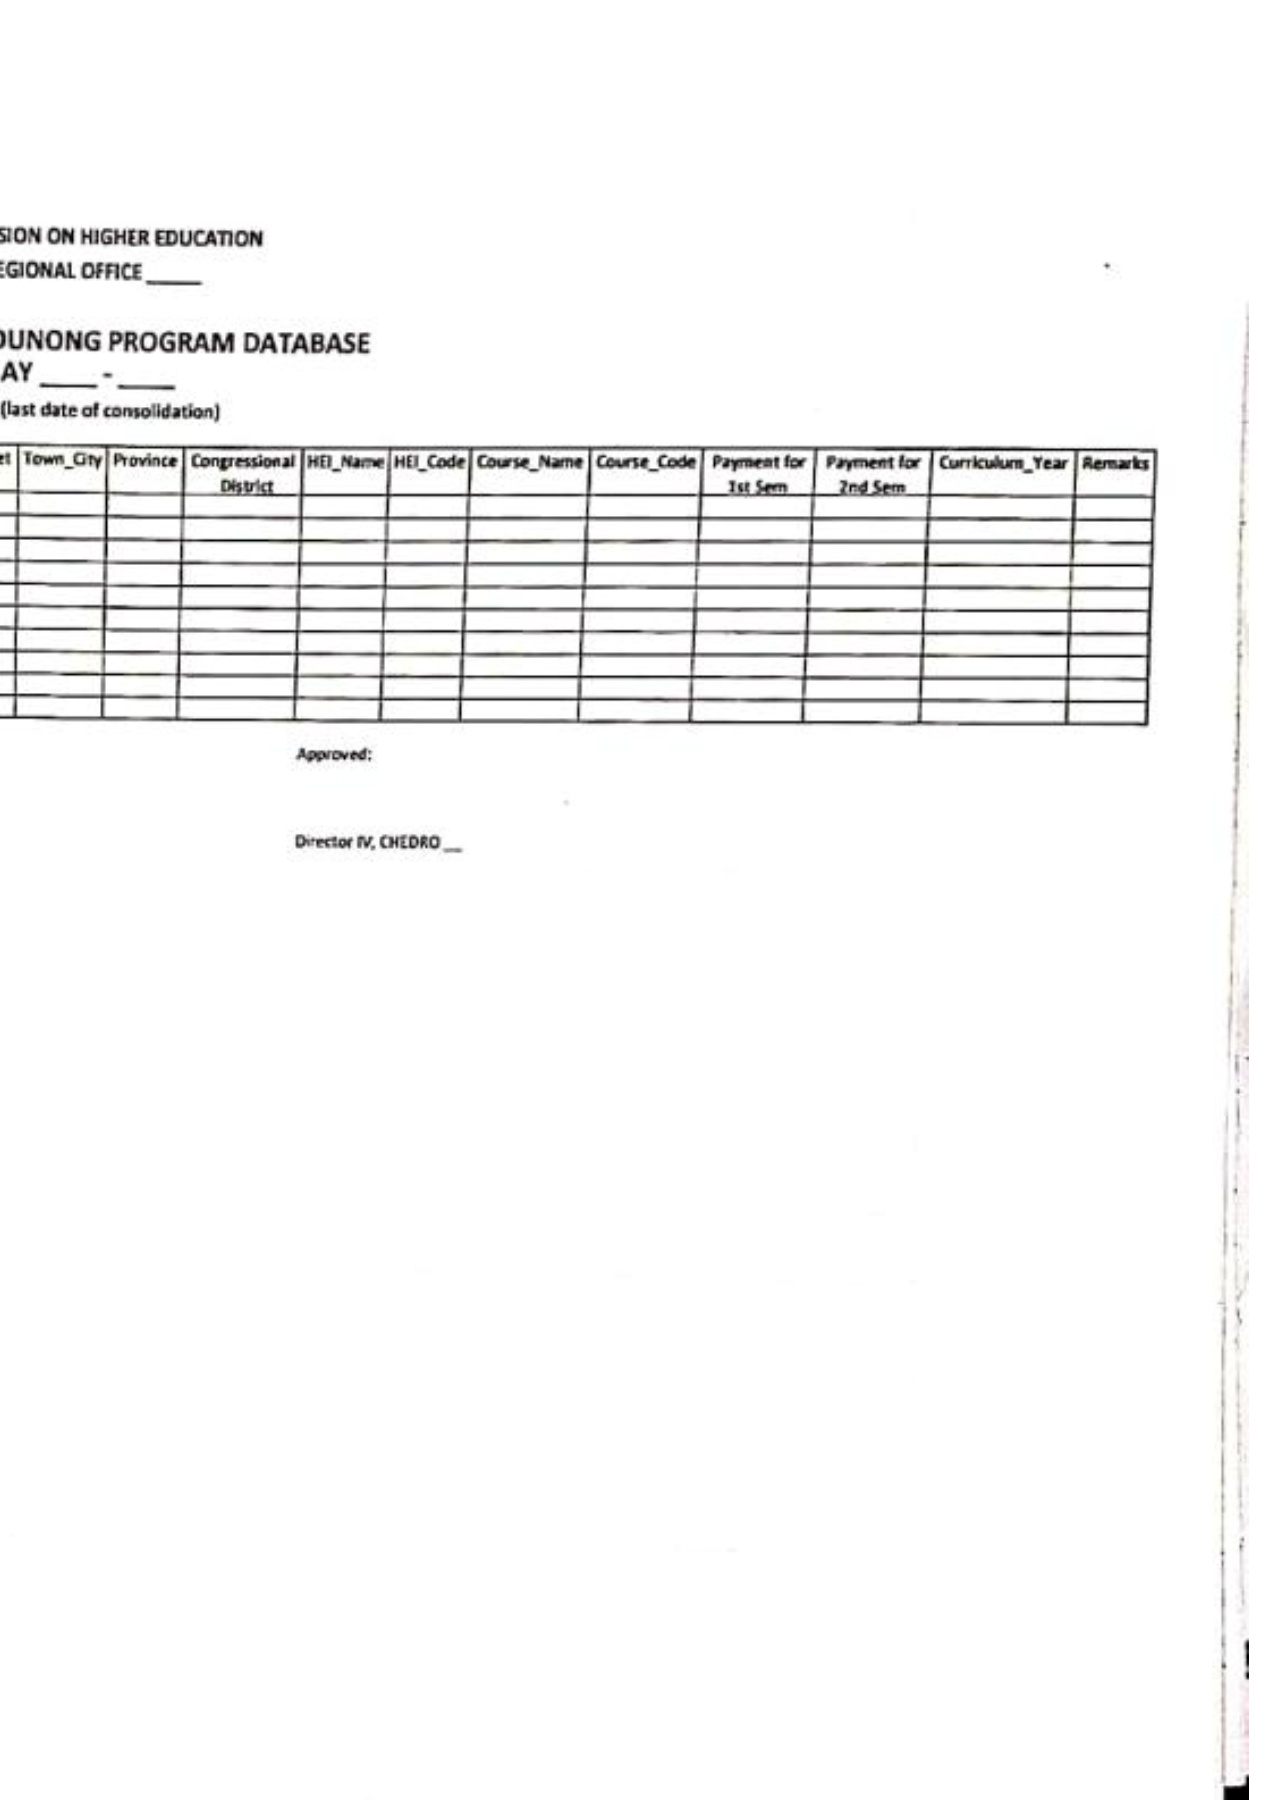 SION ON HIGHER EDUCATION
EGIONAL OFFICE _____
DUNONG PROGRAM DATABASE
AY ____ - ____
(last date of consolidation)
et Town_City Province Congressional District HEI_Name HEI_Code Course_Name Course_Code Payment for 1st Sem Payment for 2nd Sem Curriculum_Year Remarks
Approved:
Director IV, CHEDRO __